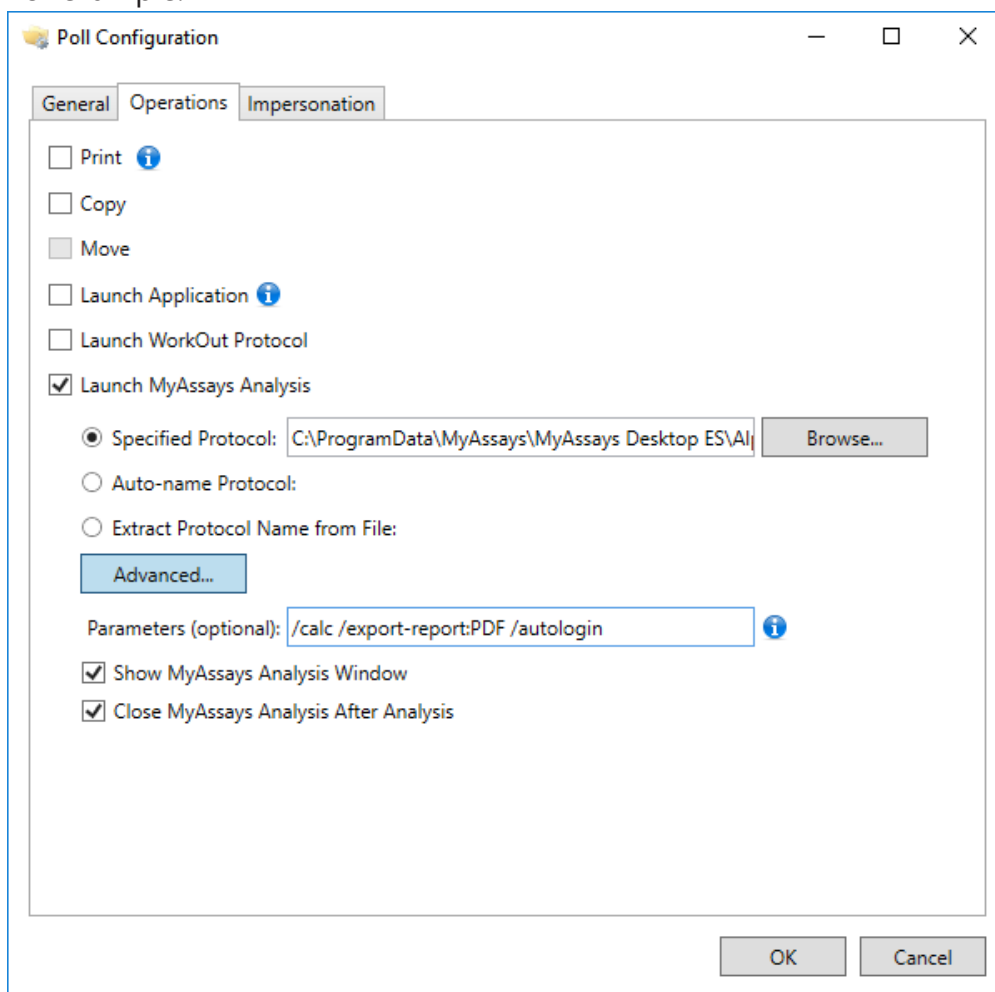 Poll Configuration
General Operations Impersonation
Print
Copy
Move
Launch Application
Launch WorkOut Protocol
Launch MyAssays Analysis
Specified Protocol: C:\ProgramData\MyAssays\MyAssays Desktop ES\Alp Browse...
Auto-name Protocol:
Extract Protocol Name from File:
Advanced...
Parameters (optional): /calc /export-report:PDF /autologin
Show MyAssays Analysis Window
Close MyAssays Analysis After Analysis
OK Cancel